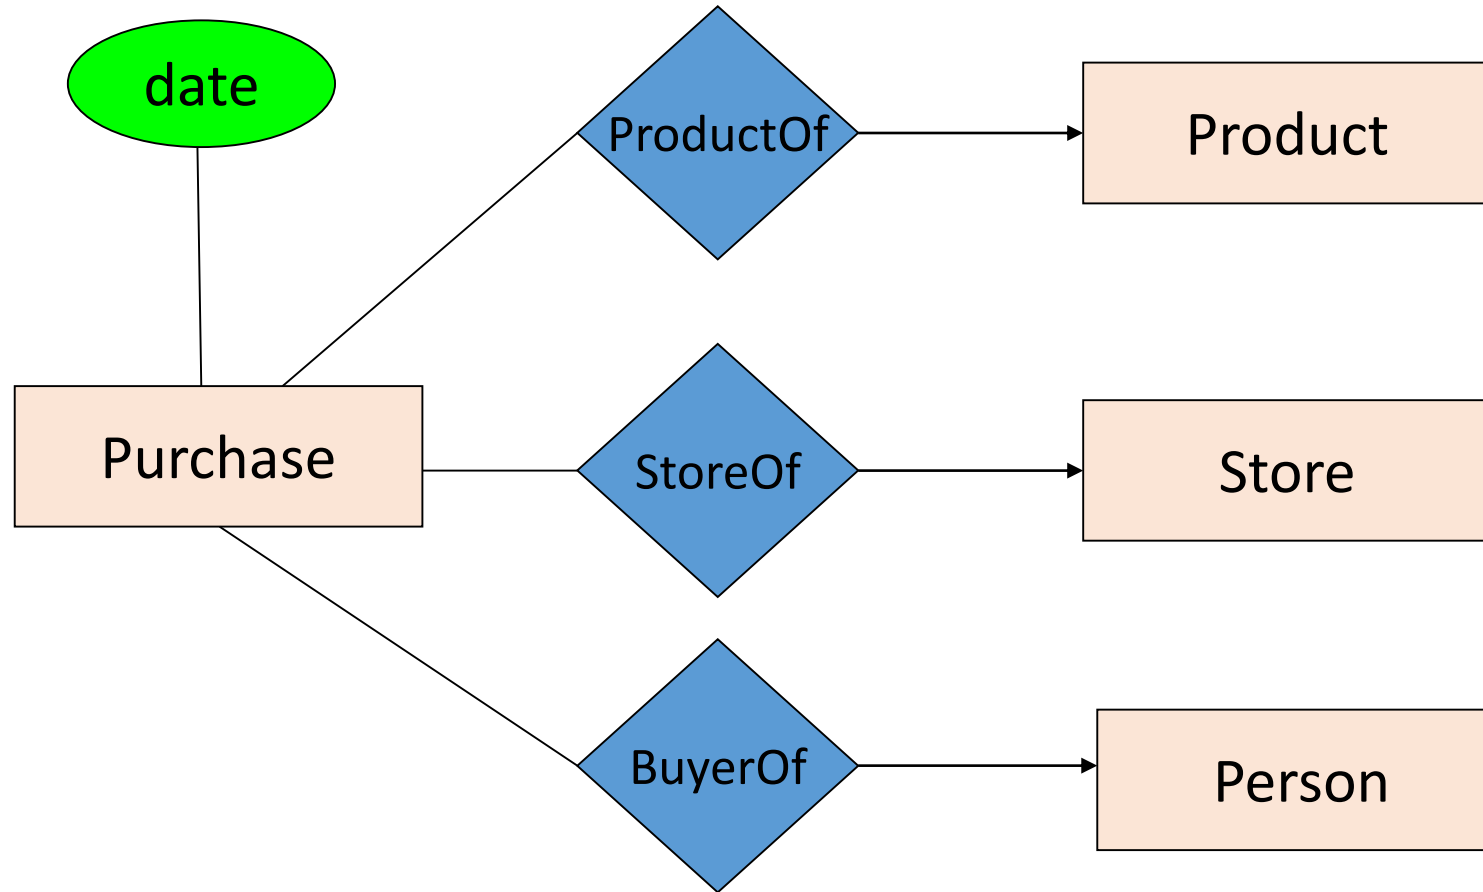 date
ProductOf
Product
Purchase
StoreOf
Store
BuyerOf
Person